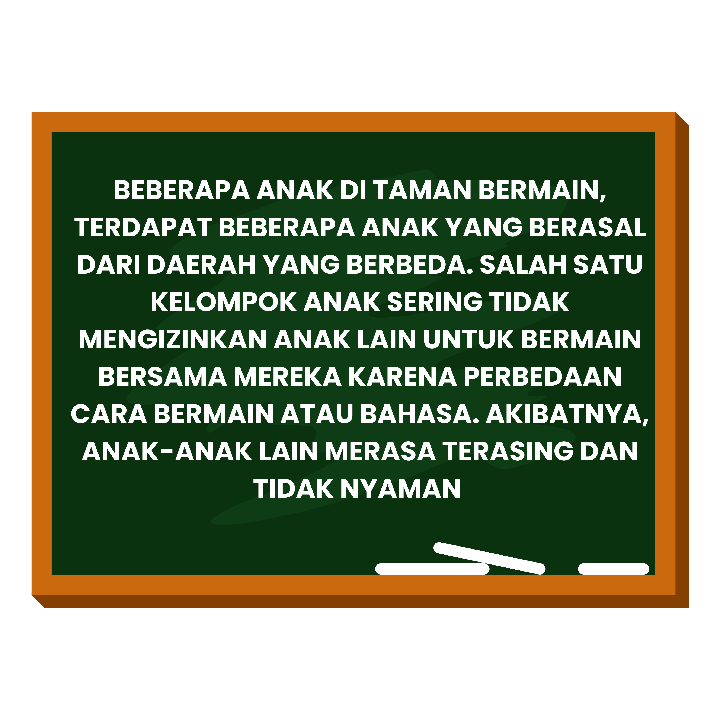 BEBERAPA ANAK DI TAMAN BERMAIN,
TERDAPAT BEBERAPA ANAK YANG BERASAL
DARI DAERAH YANG BERBEDA. SALAH SATU
KELOMPOK ANAK SERING TIDAK
MENGIZINKAN ANAK LAIN UNTUK BERMAIN
BERSAMA MEREKA KARENA PERBEDAAN
CARA BERMAIN ATAU BAHASA. AKIBATNYA,
ANAK-ANAK LAIN MERASA TERASING DAN
TIDAK NYAMAN